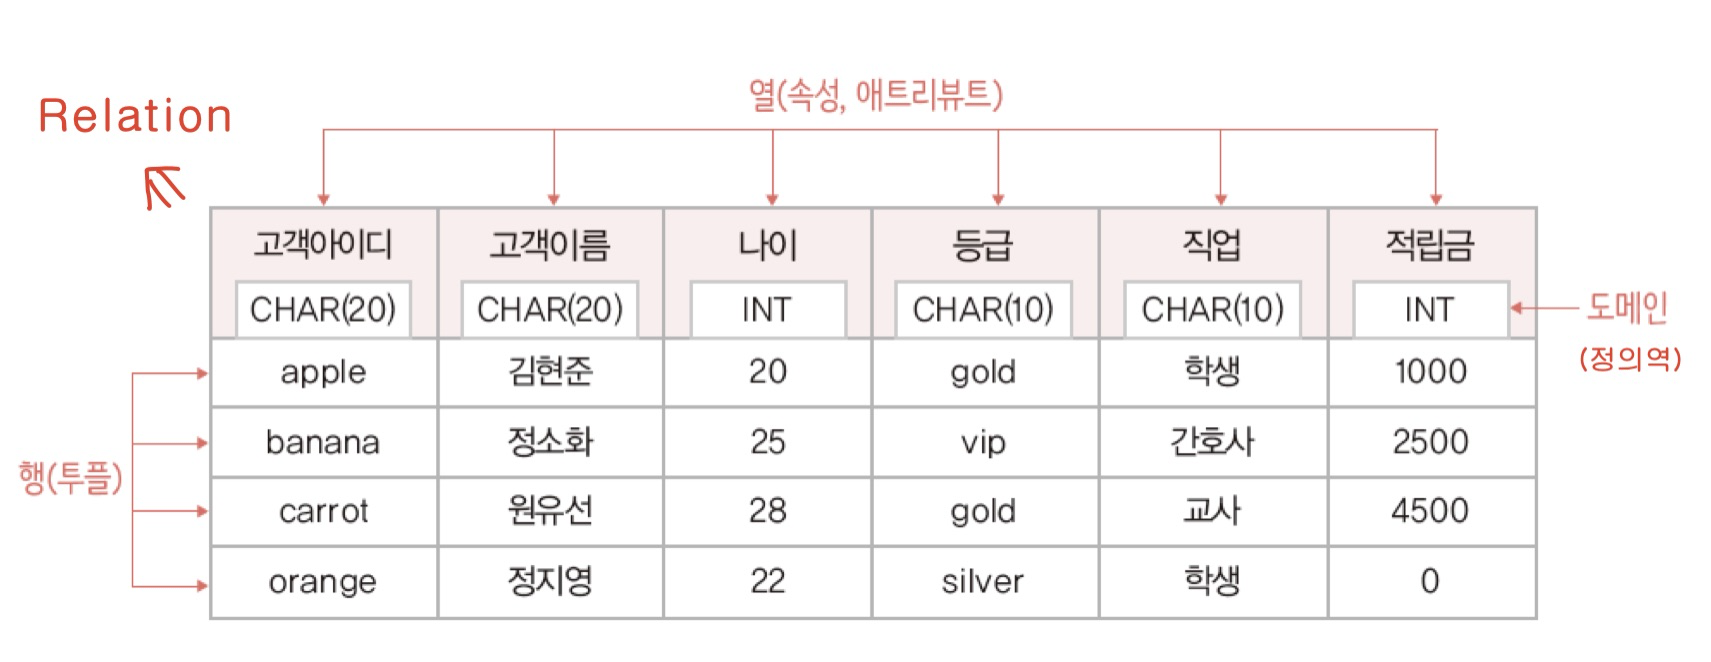 열(속성, 애트리뷰트)
Relation
고객아이디 고객이름 나이 등급 직업 적립금
CHAR(20) CHAR(20) INT CHAR(10) CHAR(10) INT 도메인
(정의역)
apple 김현준 20 gold 학생 1000
banana 정소화 25 vip 간호사 2500
행(투플)
carrot 원유선 28 gold 교사 4500
orange 정지영 22 silver 학생 0